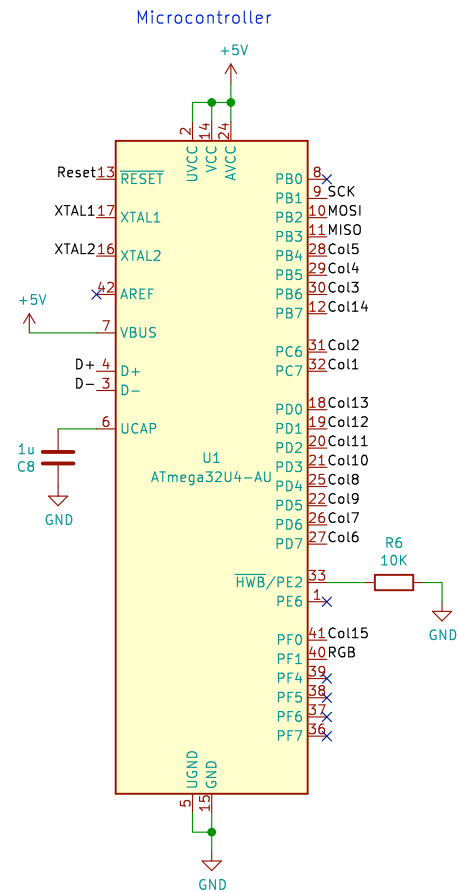 Microcontroller
+5V
2 14 24
UVCC VCC AVCC
Reset 13 RESET PB0 8
PB1 9 SCK
XTAL1 17 XTAL1 PB2 10 MOSI
PB3 11 MISO
XTAL2 16 XTAL2 PB4 28 Col5
PB5 29 Col4
42 AREF PB6 30 Col3
+5V
PB7 12 Col14
7 VBUS
PC6 31 Col2
D+ 4 D+ PC7 32 Col1
D- 3 D-
PD0 18 Col13
6 UCAP PD1 19 Col12
PD2 20 Col11
1u
C8
U1
ATmega32U4-AU
PD3 21 Col10
PD4 25 Col8
PD5 22 Col9
GND
PD6 26 Col7
PD7 27 Col6
R6
10K
HWB/PE2 33
PE6 1
GND
PF0 41 Col15
PF1 40 RGB
PF4 39
PF5 38
PF6 37
PF7 36
UGND GND
5 15
GND